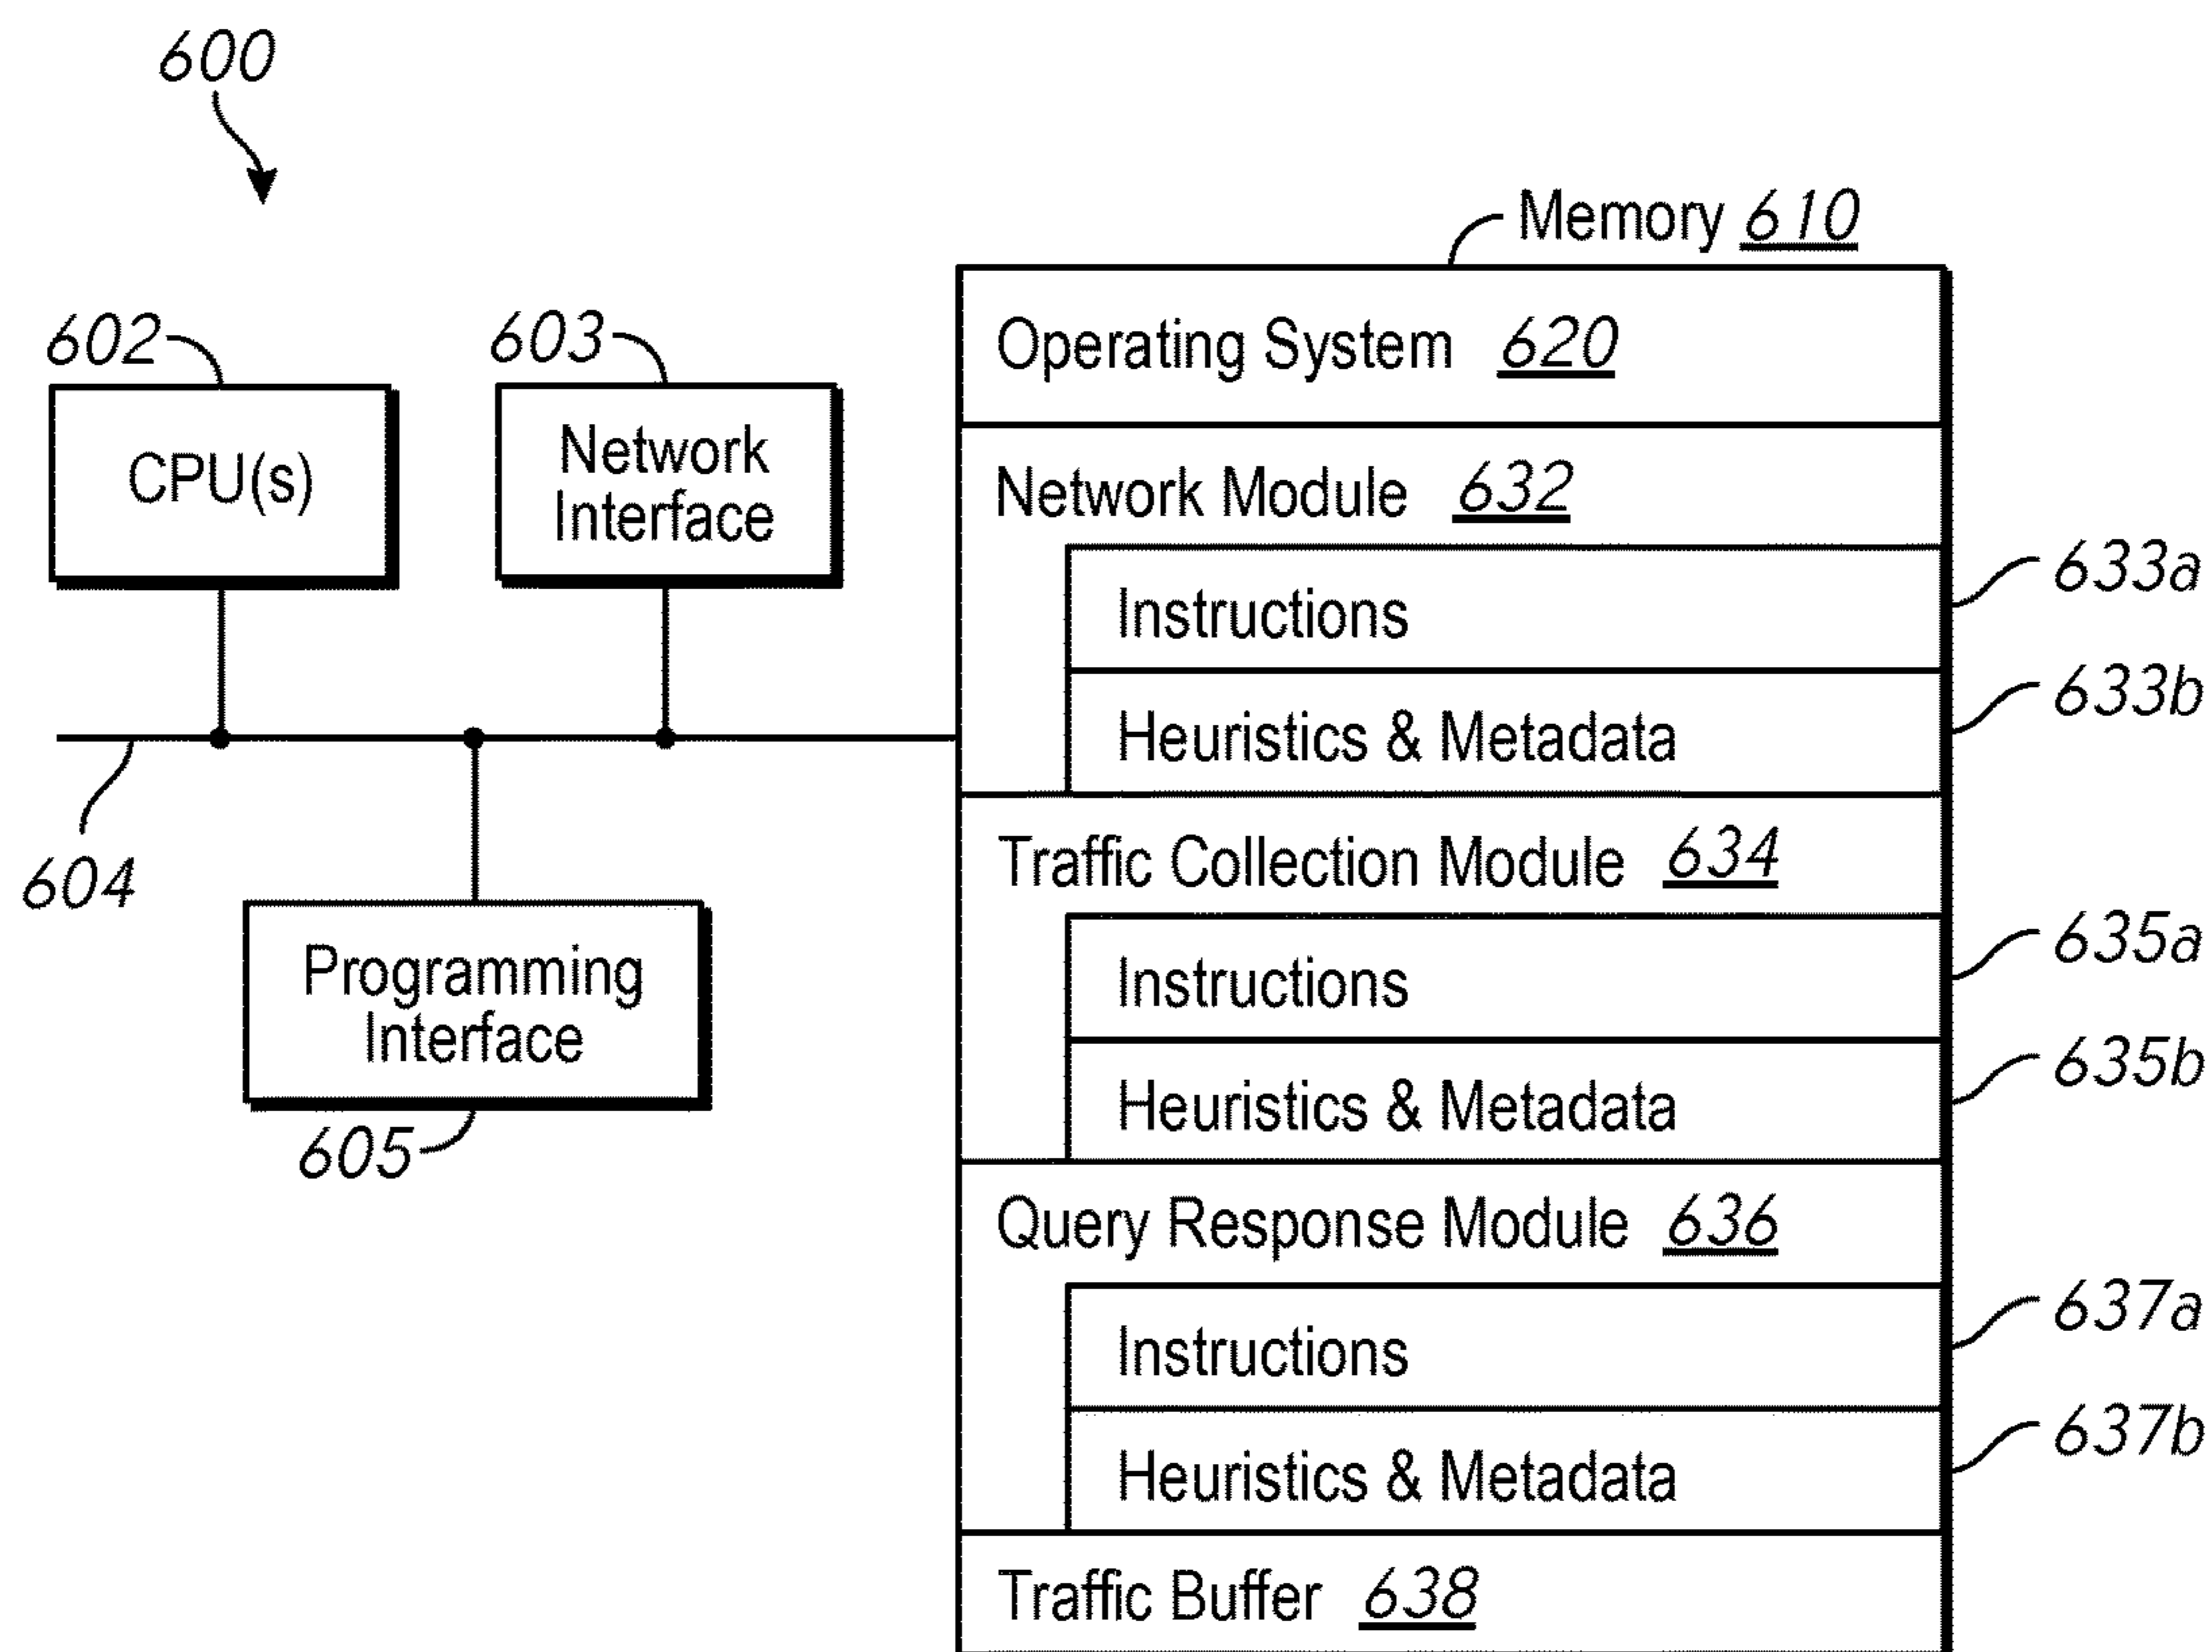 600
Memory 610
602
603
Operating System 620
CPU(s)
Network
Interface
Network Module 632
Instructions
633a
Heuristics & Metadata
633b
604
Traffic Collection Module 634
Programming
Interface
605
Instructions
635a
Heuristics & Metadata
635b
Query Response Module 636
Instructions
637a
Heuristics & Metadata
637b
Traffic Buffer 638